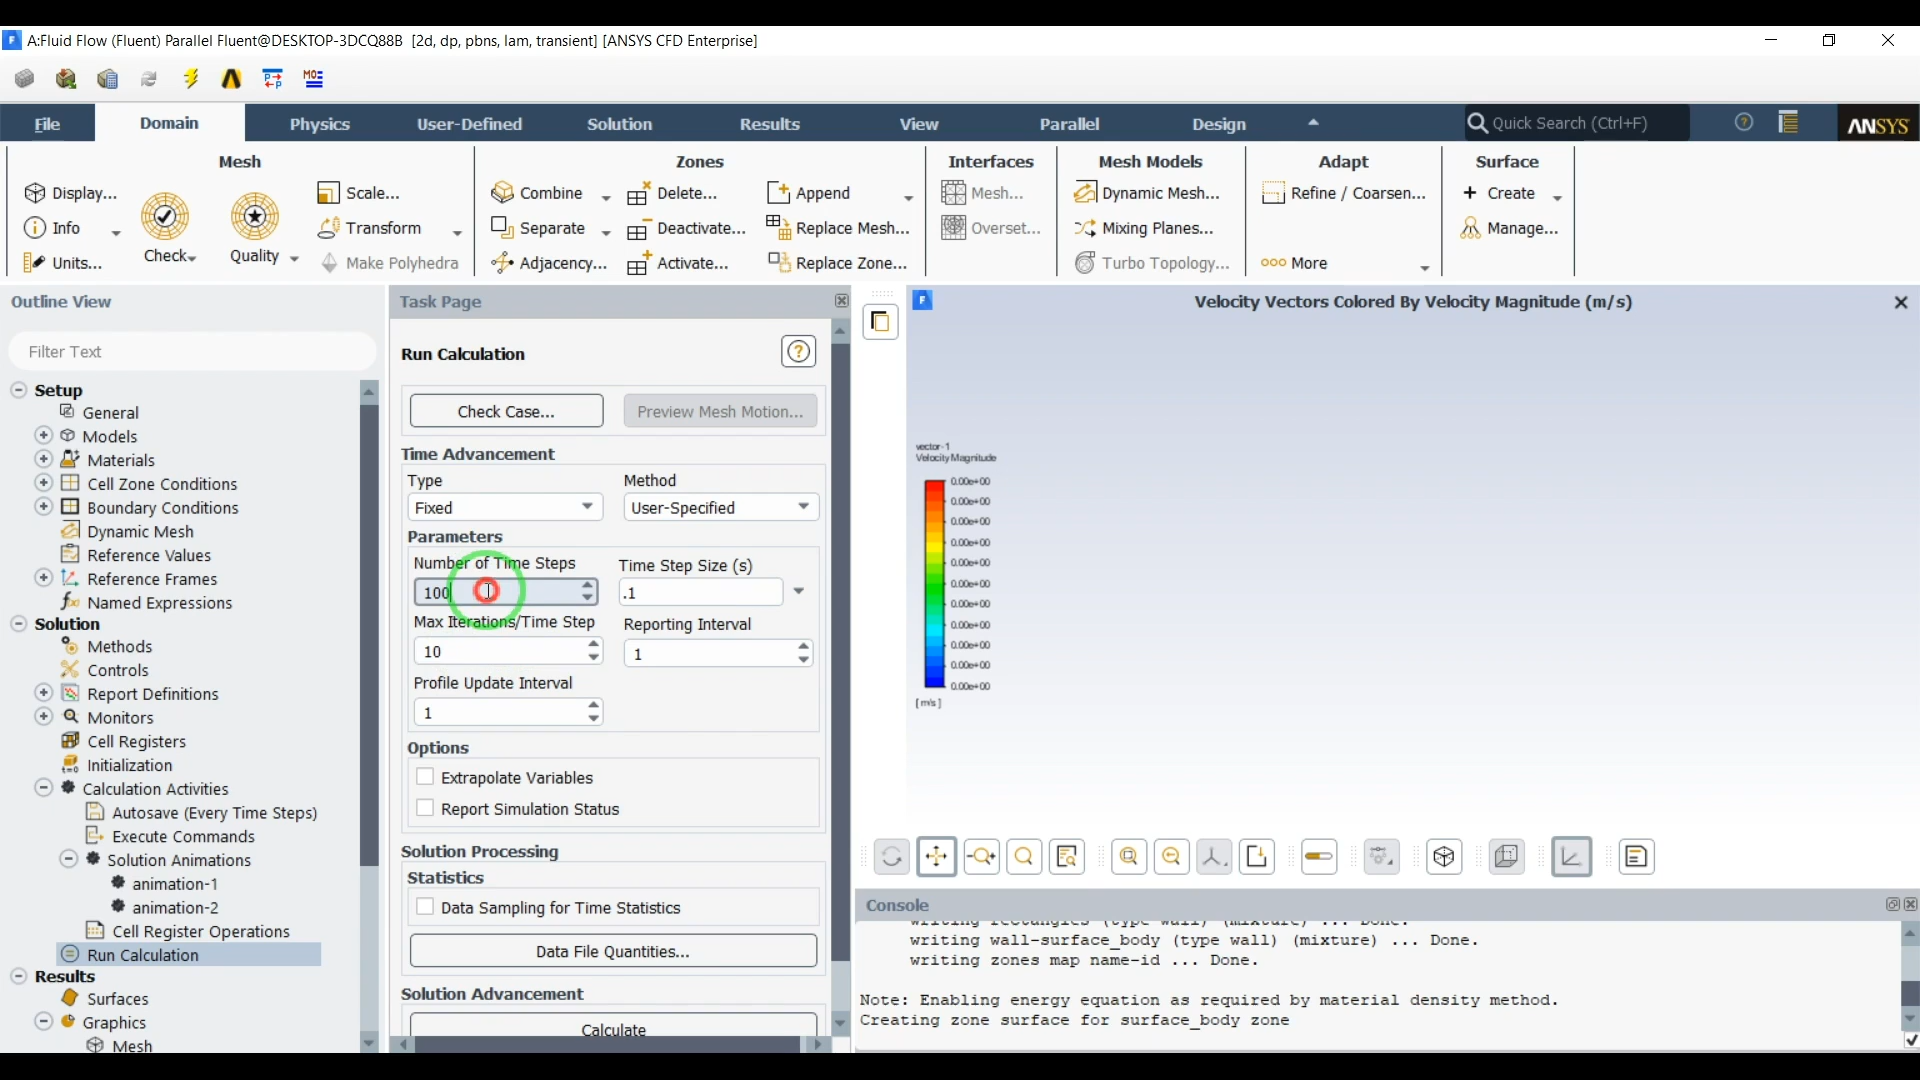 A:Fluid Flow (Fluent) Parallel Fluent@DESKTOP-3DCQ88B [2d, dp, pbns, lam, transient] [ANSYS CFD Enterprise]
File Domain Physics User-Defined Solution Results View Parallel Design Quick Search (Ctrl+F) ANSYS
Mesh Zones Interfaces Mesh Models Adapt Surface
Display... Scale... Combine Delete... Append Mesh... Dynamic Mesh... Refine / Coarsen... + Create
Info Transform Separate Deactivate... Replace Mesh... Overset... Mixing Planes... Manage...
Check Quality
Units... Make Polyhedra Adjacency... Activate... Replace Zone... Turbo Topology... More
Outline View
Filter Text
Setup
General
Models
Materials
Cell Zone Conditions
Boundary Conditions
Dynamic Mesh
Reference Values
Reference Frames
Named Expressions
Solution
Methods
Controls
Report Definitions
Monitors
Cell Registers
Initialization
Calculation Activities
Autosave (Every Time Steps)
Execute Commands
Solution Animations
animation-1
animation-2
Cell Register Operations
Run Calculation
Results
Surfaces
Graphics
Mesh
Task Page
Run Calculation
Check Case... Preview Mesh Motion...
Time Advancement
Type Method
Fixed User-Specified
Parameters
Number of Time Steps Time Step Size (s)
100 .1
Max Iterations/Time Step Reporting Interval
10 1
Profile Update Interval
1
Options
Extrapolate Variables
Report Simulation Status
Solution Processing
Statistics
Data Sampling for Time Statistics
Data File Quantities...
Solution Advancement
Calculate
Velocity Vectors Colored By Velocity Magnitude (m/s)
vector-1
Velocity Magnitude
0.00e+00
0.00e+00
0.00e+00
0.00e+00
0.00e+00
0.00e+00
0.00e+00
0.00e+00
0.00e+00
0.00e+00
0.00e+00
[m/s]
Console
writing rectangles (type wall) (mixture) ... Done.
writing wall-surface_body (type wall) (mixture) ... Done.
writing zones map name-id ... Done.
Note: Enabling energy equation as required by material density method.
Creating zone surface for surface_body zone